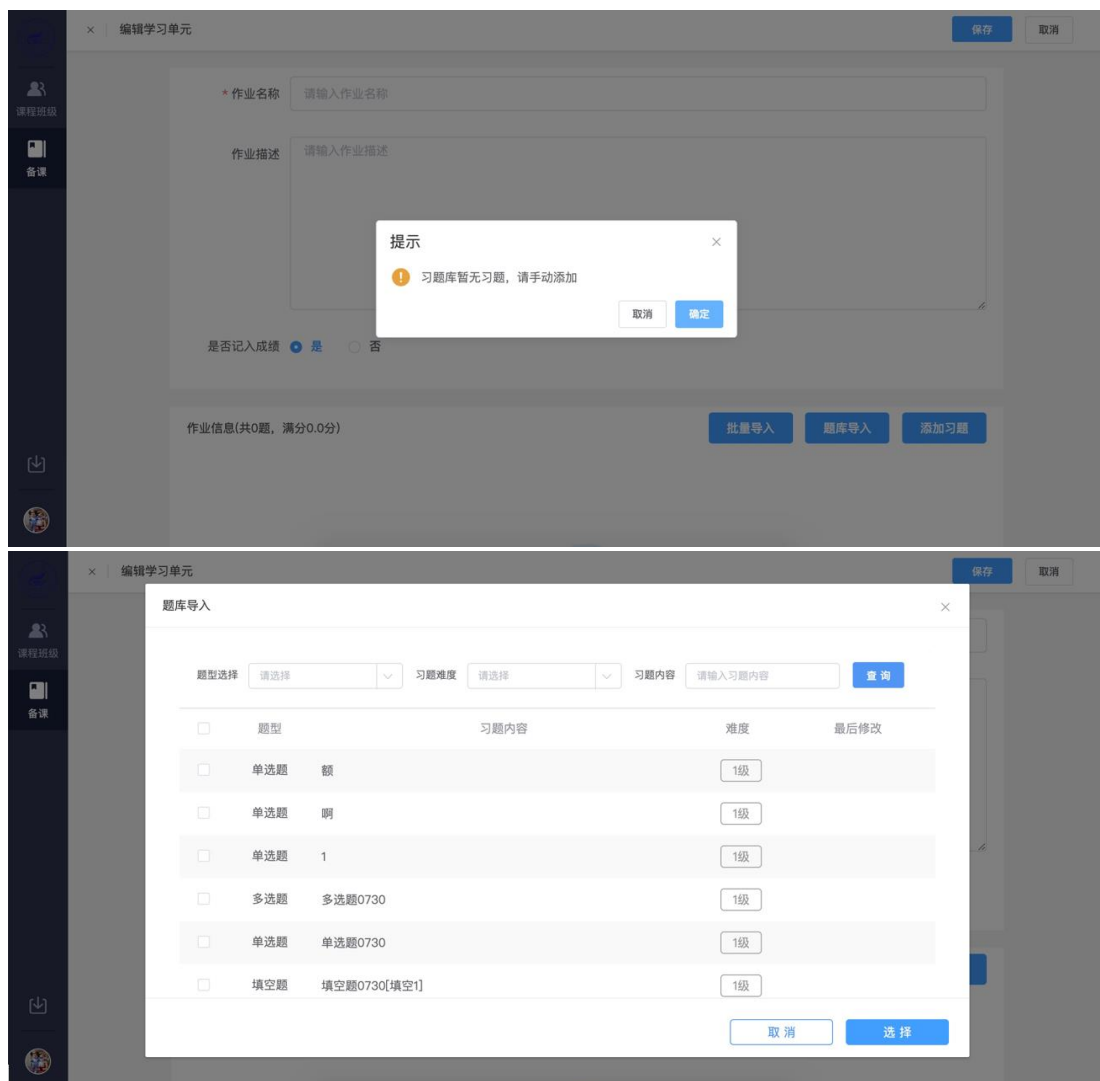 × 编辑学习单元 保存 取消
课程班级
备课
* 作业名称 请输入作业名称
作业描述 请输入作业描述
提示 ×
! 习题库暂无习题，请手动添加
取消 确定
是否记入成绩 是 否
作业信息(共0题，满分0.0分) 批量导入 题库导入 添加习题
× 编辑学习单元 保存 取消
课程班级
备课
题库导入 ×
题型选择 请选择 习题难度 请选择 习题内容 请输入习题内容 查询
题型 习题内容 难度 最后修改
单选题 额 1级
单选题 啊 1级
单选题 1 1级
多选题 多选题0730 1级
单选题 单选题0730 1级
填空题 填空题0730[填空1] 1级
取消 选择